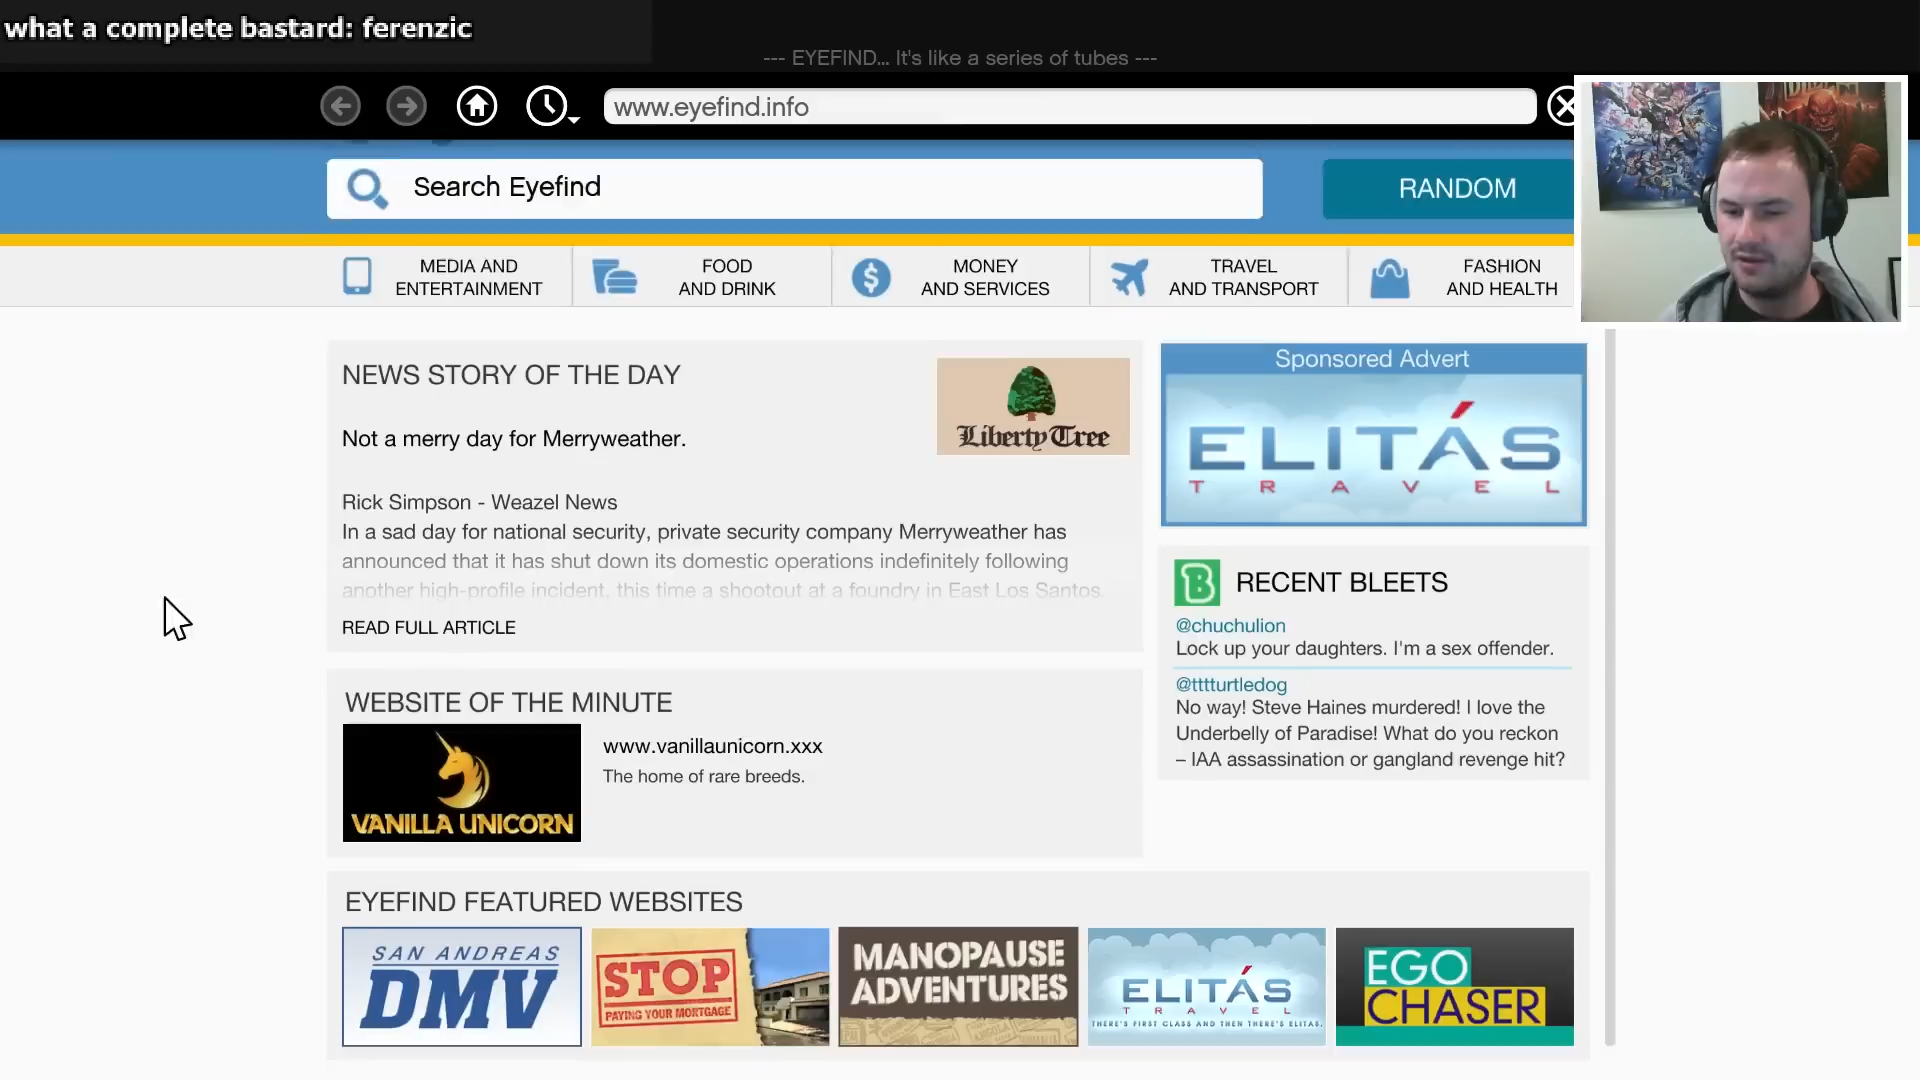 what a complete bastard: ferenzic
--- EYEFIND... It's like a series of tubes ---
www.eyefind.info
Search Eyefind
RANDOM
MEDIA AND
ENTERTAINMENT
FOOD
AND DRINK
MONEY
AND SERVICES
TRAVEL
AND TRANSPORT
FASHION
AND HEALTH
NEWS STORY OF THE DAY
Liberty Tree
Not a merry day for Merryweather.
Rick Simpson - Weazel News
In a sad day for national security, private security company Merryweather has
announced that it has shut down its domestic operations indefinitely following
another high-profile incident, this time a shootout at a foundry in East Los Santos.
READ FULL ARTICLE
Sponsored Advert
ELITÁS
TRAVEL
B
RECENT BLEETS
@chuchulion
Lock up your daughters. I'm a sex offender.
@tttturtledog
No way! Steve Haines murdered! I love the
Underbelly of Paradise! What do you reckon
– IAA assassination or gangland revenge hit?
WEBSITE OF THE MINUTE
VANILLA UNICORN
www.vanillaunicorn.xxx
The home of rare breeds.
EYEFIND FEATURED WEBSITES
SAN ANDREAS
DMV
STOP
PAYING YOUR MORTGAGE
MANOPAUSE
ADVENTURES
ELITÁS
TRAVEL
THERE'S FIRST CLASS AND THEN THERE'S ELITAS.
EGO
CHASER